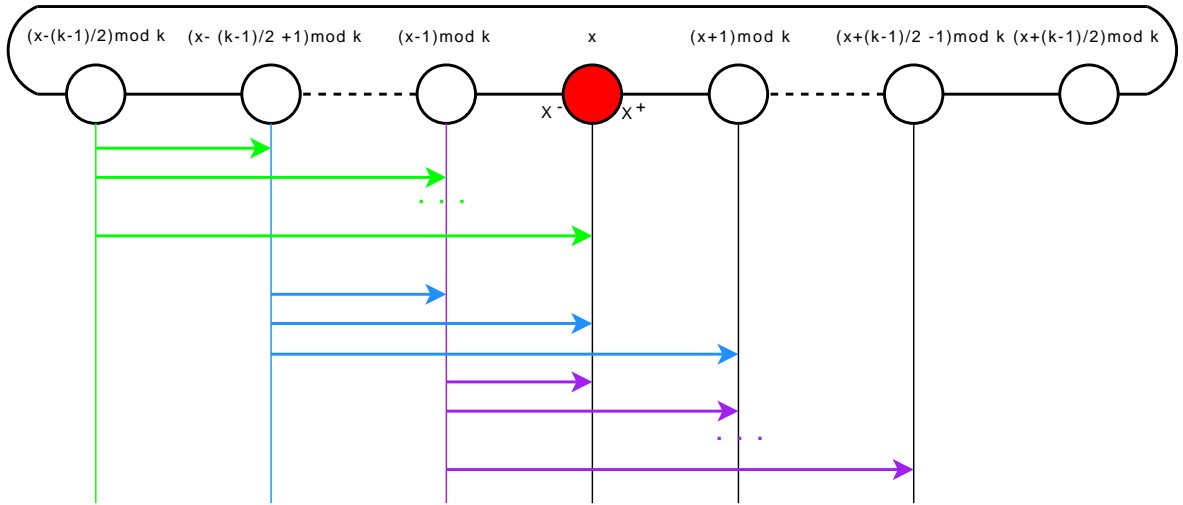 (x-(k-1)/2)mod k (x- (k-1)/2 +1)mod k (x-1)mod k x (x+1)mod k (x+(k-1)/2 -1)mod k (x+(k-1)/2)mod k
X - X +
. . .
. . .